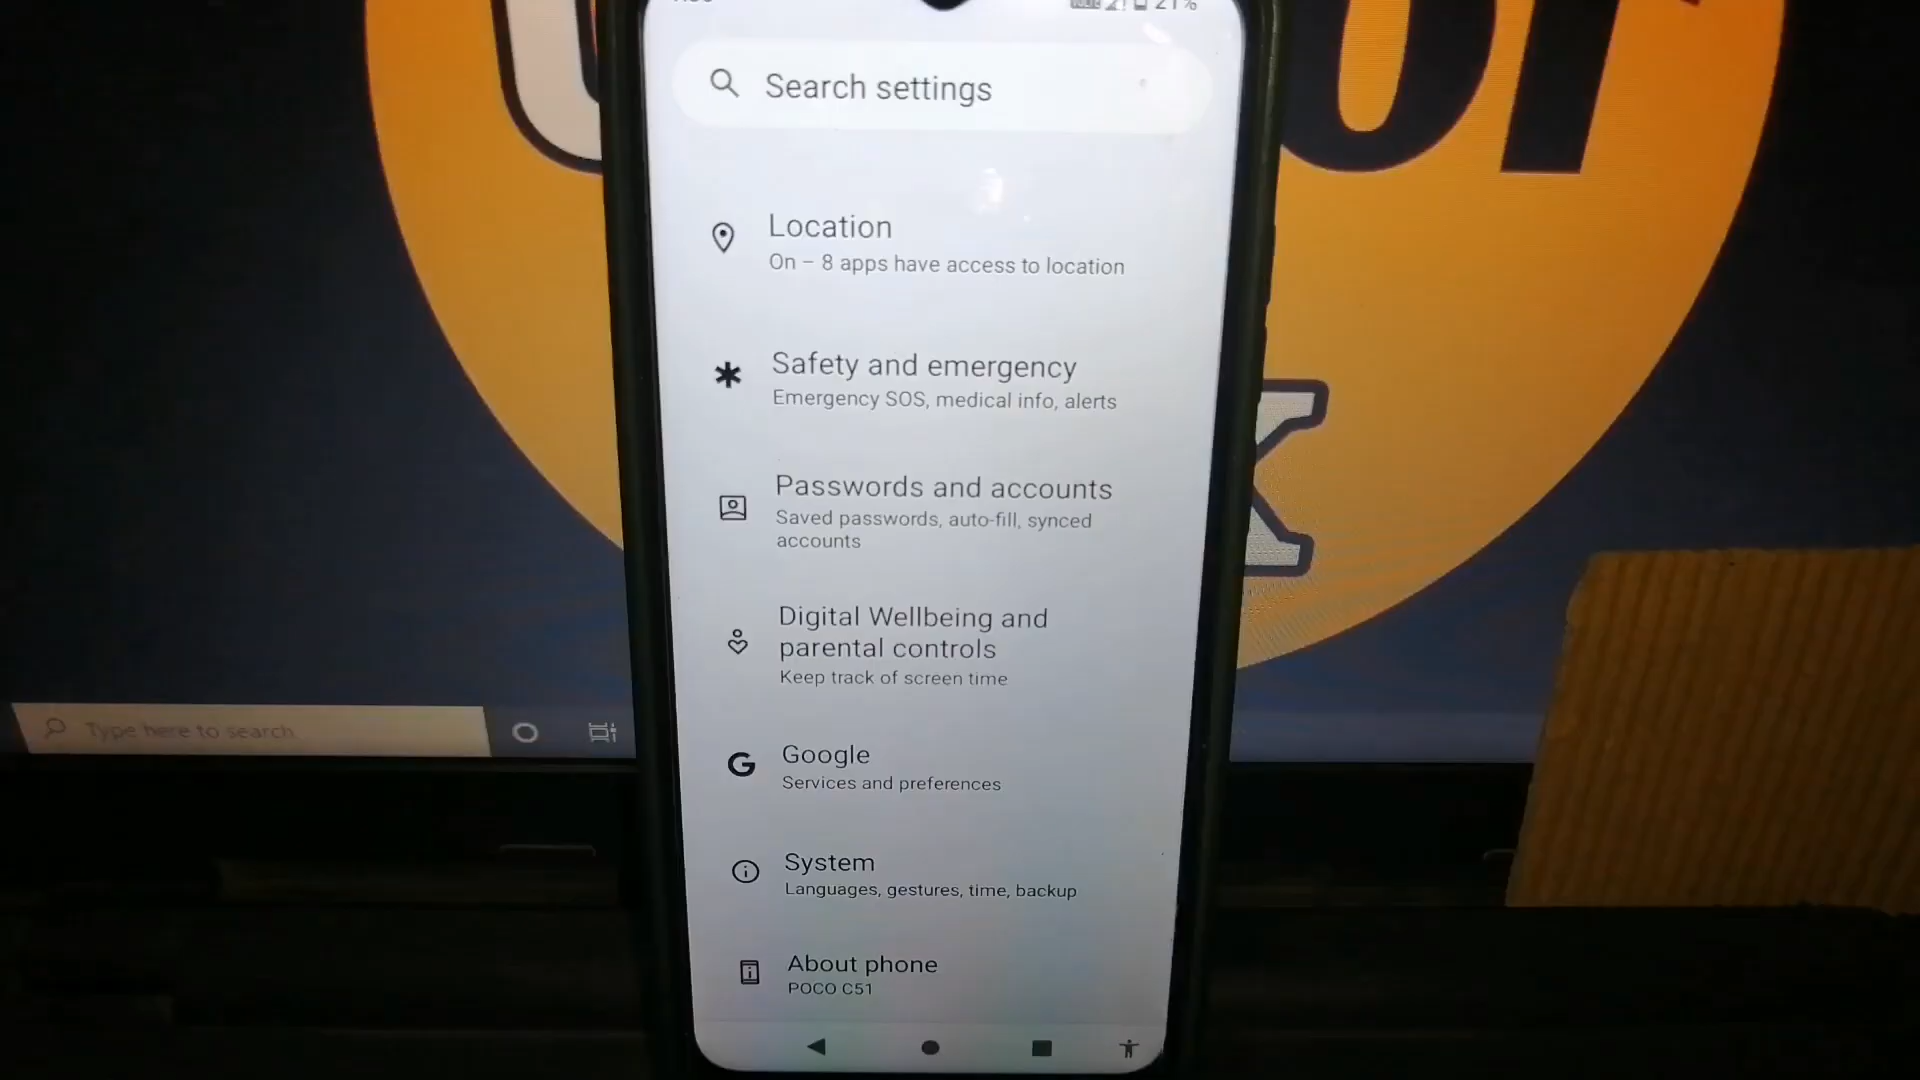 21%
Search settings
Location
On – 8 apps have access to location
Safety and emergency
Emergency SOS, medical info, alerts
Passwords and accounts
Saved passwords, auto-fill, synced
accounts
Digital Wellbeing and
parental controls
Keep track of screen time
Google
Services and preferences
System
Languages, gestures, time, backup
About phone
POCO C51
Type here to search